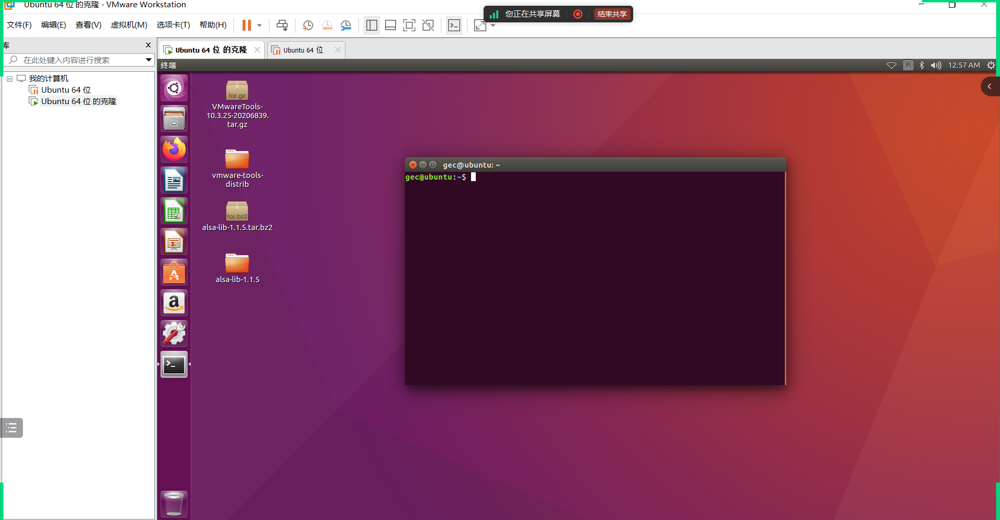 Ubuntu 64 位 的克隆 - VMware Workstation
您正在共享屏幕
结束共享
文件(F) 编辑(E) 查看(V) 虚拟机(M) 选项卡(T) 帮助(H)
库
Ubuntu 64 位 的克隆
Ubuntu 64 位
在此处键入内容进行搜索
终端
Pi
12:57 AM
我的计算机
Ubuntu 64 位
Ubuntu 64 位 的克隆
tar.gz
VMwareTools-
10.3.25-20206839.
tar.gz
vmware-tools-
distrib
tar.bz2
alsa-lib-1.1.5.tar.bz2
alsa-lib-1.1.5
gec@ubuntu: ~
gec@ubuntu:~$